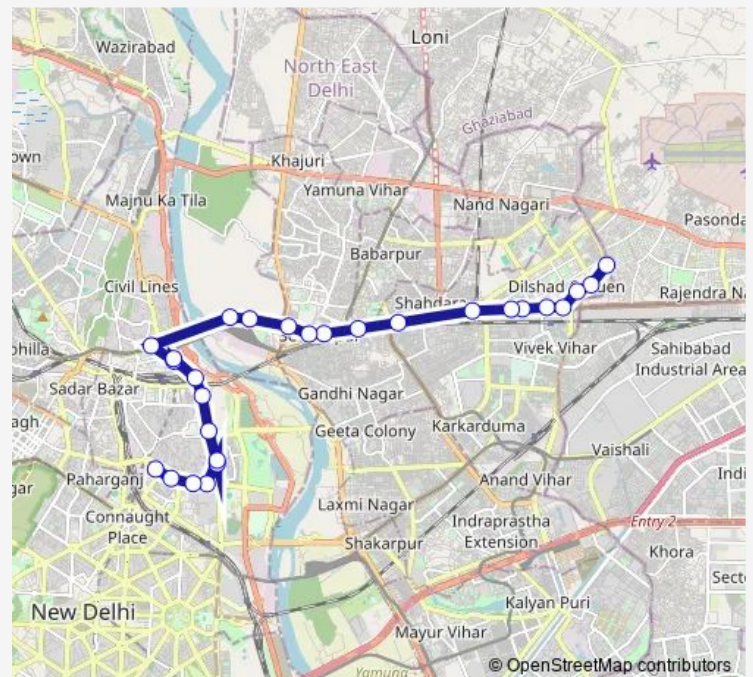 Loni
Wazirabad
North East
Delhi
Ghaziabad
own
Khajuri
Majnu Ka Tila
Yamuna Vihar
Nand Nagari
Pasonda
Babarpur
Civil Lines
Dilshad
en
Shahdara
Rajendra N
ohilla
Vivek Vihar
Sahibabad
Industrial Area
Sadar Bazar
Gandhi Nagar
agh
Geeta Colony
Karkarduma
Vaishali
Paharganj
Anand Vihar
Indi
gar
Laxmi Nagar
Connaught
Place
Indraprastha
Extension
Entry 2
Shakarpur
Khora
Secto
New Delhi
Kalyan Puri
Mayur Vihar
Yamuna
© OpenStreetMap contributors